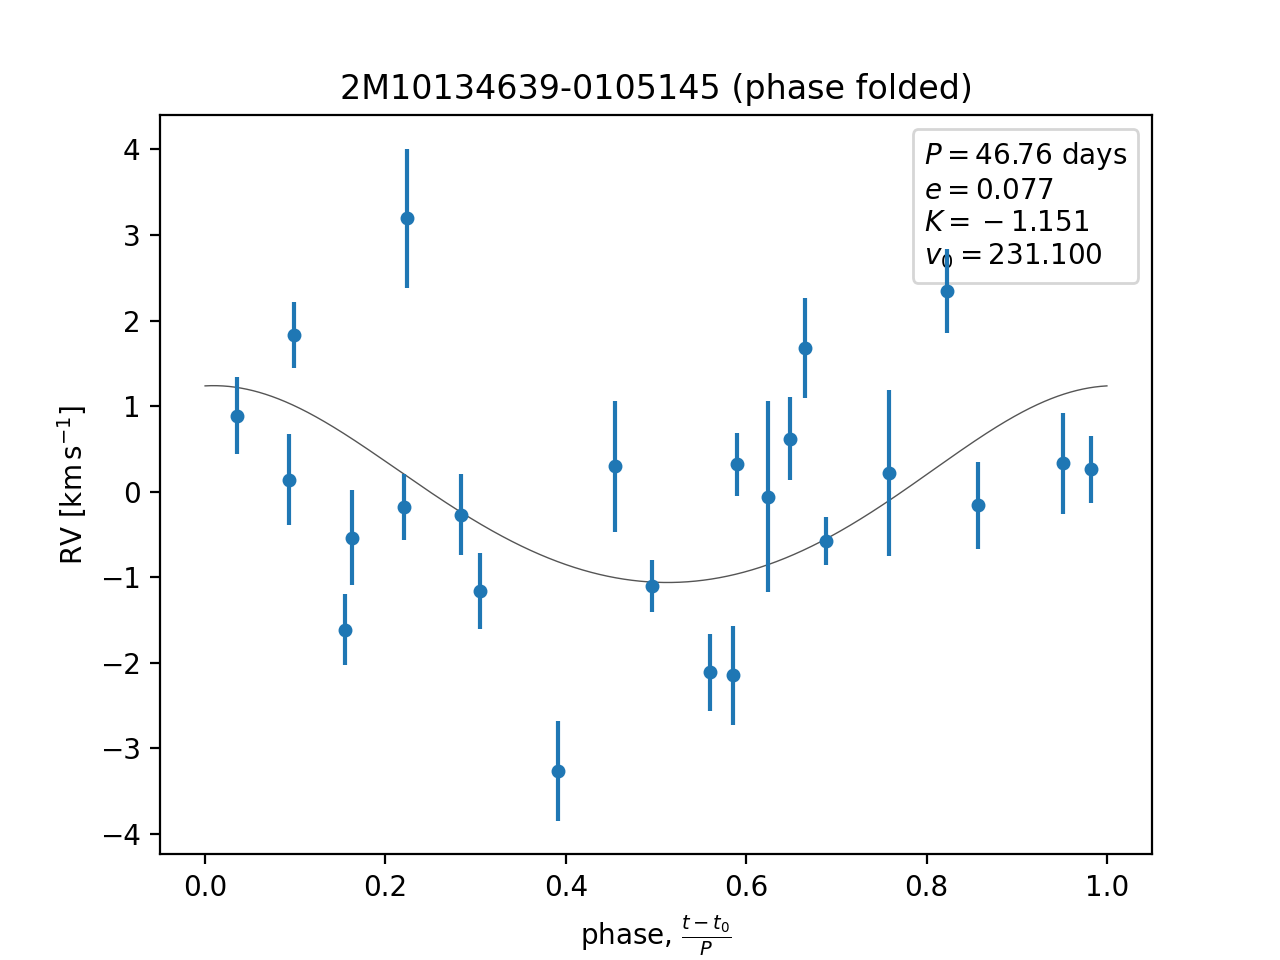 2M10134639-0105145 (phase folded)
P = 46.76 days
e = 0.077
K = −1.151
v₀ = 231.100
RV [km s⁻¹]
4
3
2
1
0
−1
−2
−3
−4
0.0 0.2 0.4 0.6 0.8 1.0
phase, (t − t₀)/P